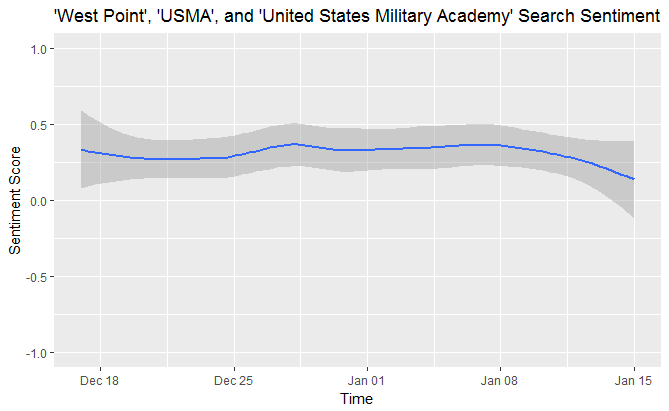 'West Point', 'USMA', and 'United States Military Academy' Search Sentiment
1.0
0.5
0.0
-0.5
-1.0
Sentiment Score
Dec 18 Dec 25 Jan 01 Jan 08 Jan 15
Time